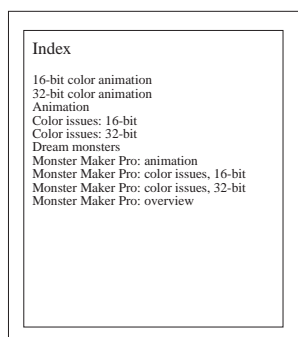 Index
16-bit color animation
32-bit color animation
Animation
Color issues: 16-bit
Color issues: 32-bit
Dream monsters
Monster Maker Pro: animation
Monster Maker Pro: color issues, 16-bit
Monster Maker Pro: color issues, 32-bit
Monster Maker Pro: overview